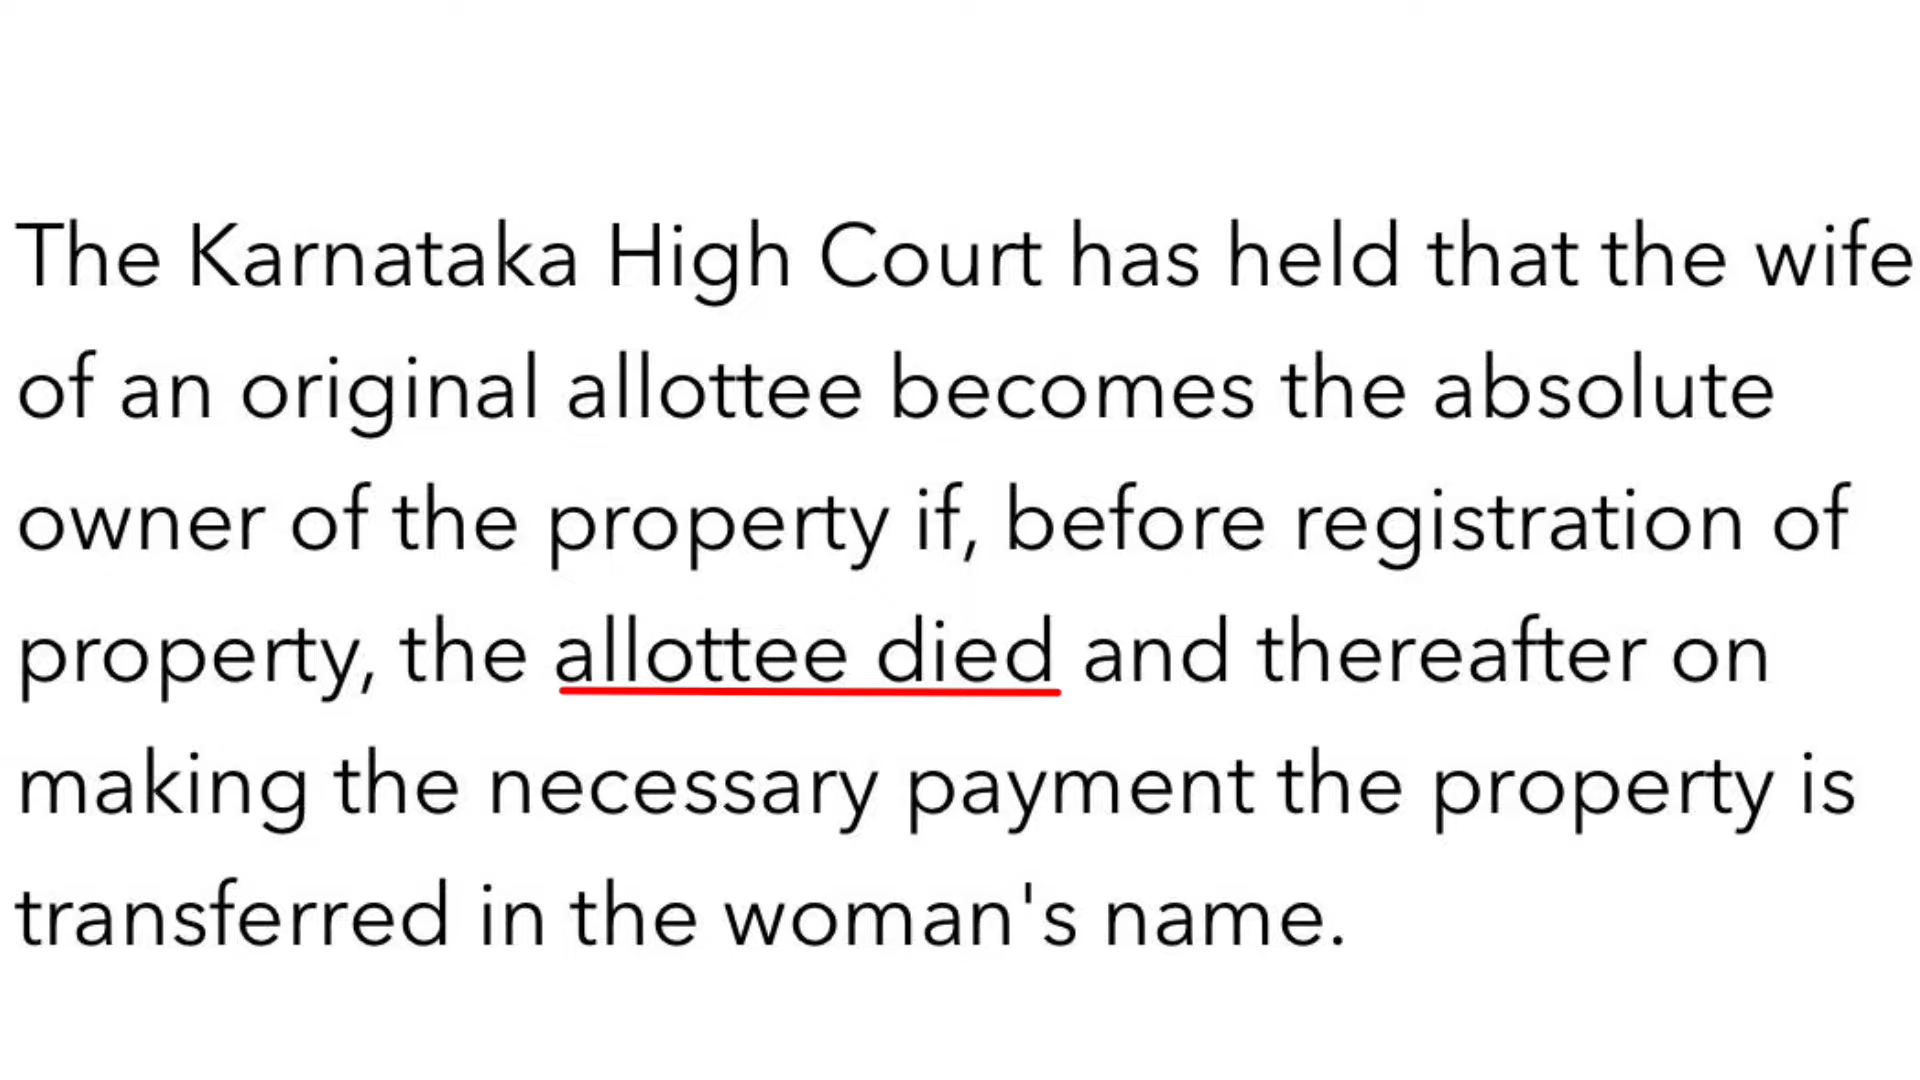 The Karnataka High Court has held that the wife
of an original allottee becomes the absolute
owner of the property if, before registration of
property, the allottee died and thereafter on
making the necessary payment the property is
transferred in the woman's name.